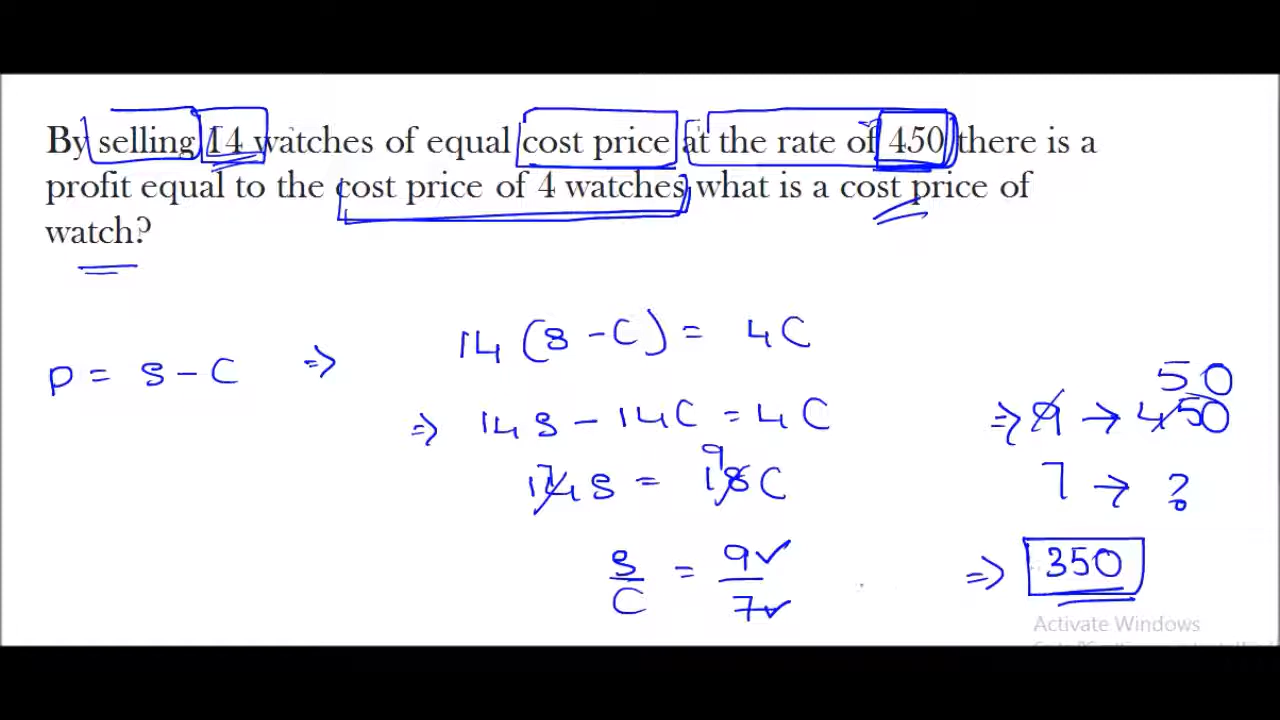 By selling 14 watches of equal cost price at the rate of 450 there is a
profit equal to the cost price of 4 watches what is a cost price of
watch?
P = S - C ⇒ 14 (S - C) = 4C
⇒ 14S - 14C = 4C
7 14S = 9 18C
S/C = 9/7
50
⇒ 9 → 450
7 → ?
⇒ 350
Activate Windows